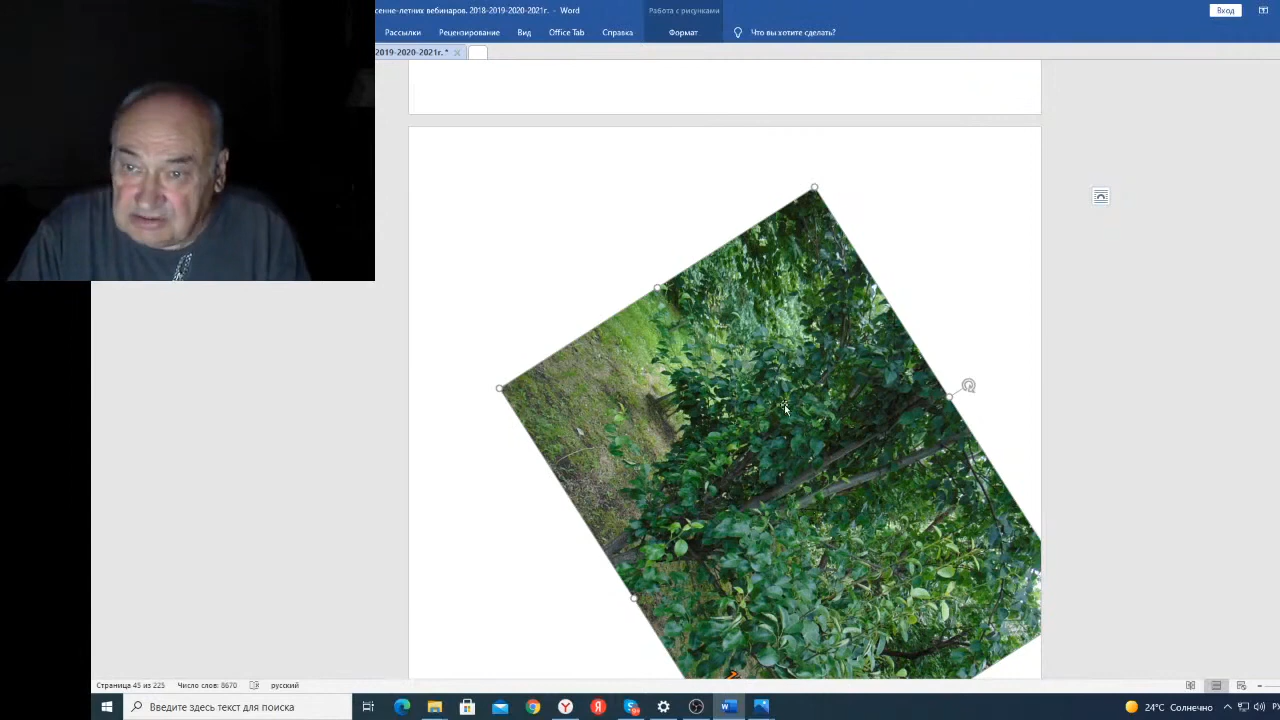 сенне-летних вебинаров. 2018-2019-2020-2021г. - Word
Работа с рисунками
Вход
Рассылки
Рецензирование
Вид
Office Tab
Справка
Формат
Что вы хотите сделать?
2019-2020-2021г. *
Страница 45 из 225
Число слов: 8670
русский
Введите здесь текст для поиска
24°C
Солнечно